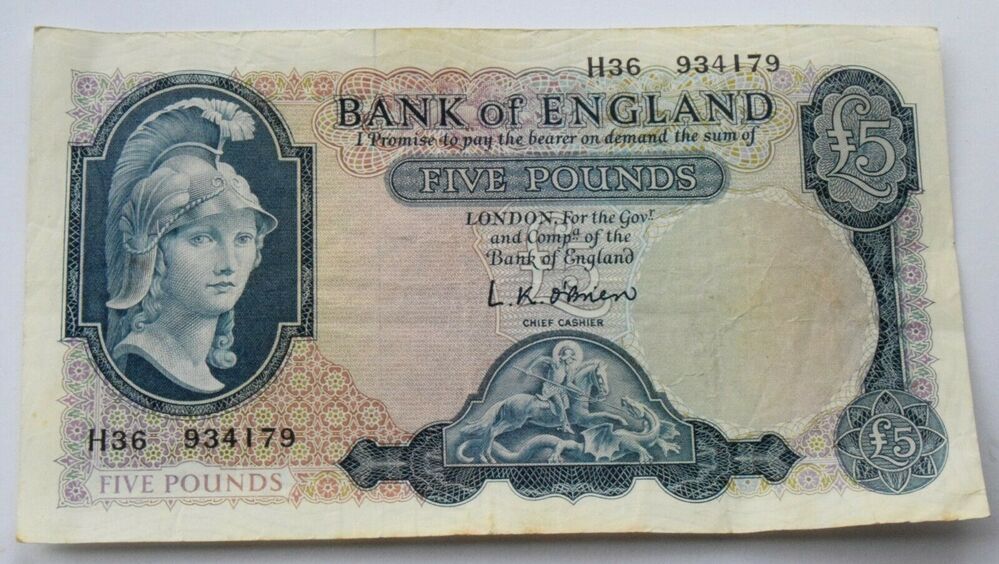 H36 934179
BANK of ENGLAND
I Promise to pay the bearer on demand the sum of
£5
FIVE POUNDS
LONDON, For the Govr
and Compa of the
Bank of England
£5
L. K. O'Brien
CHIEF CASHIER
H36 934179
£5
FIVE POUNDS